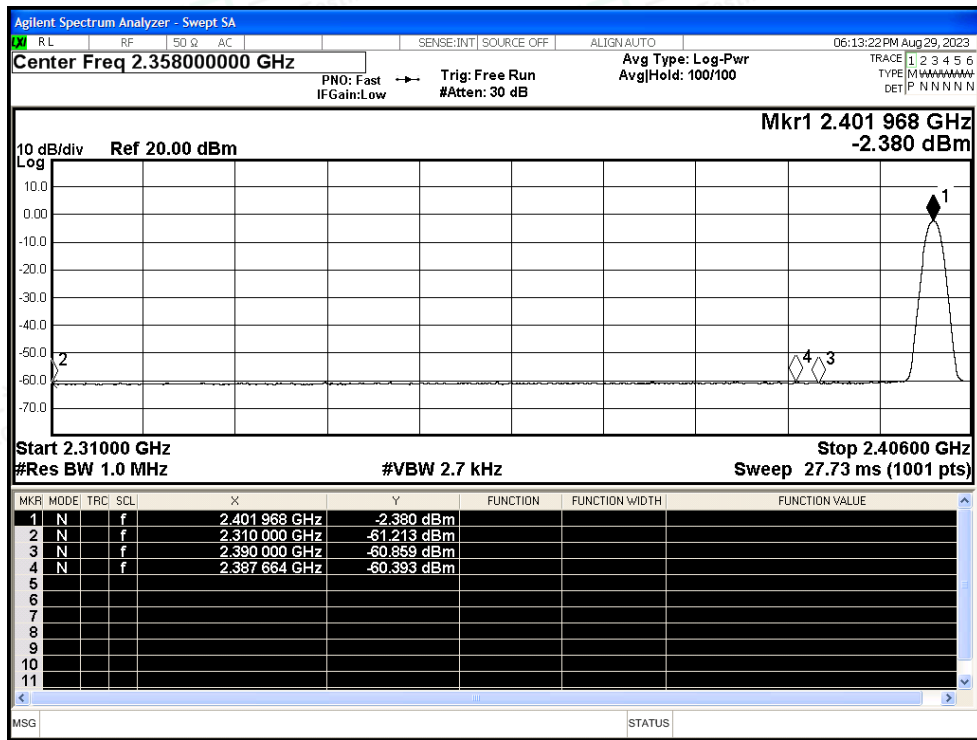 Agilent Spectrum Analyzer - Swept SA
LXI RL RF 50 Ω AC SENSE:INT SOURCE OFF ALIGN AUTO 06:13:22 PM Aug 29, 2023
Center Freq 2.358000000 GHz
PNO: Fast
IFGain:Low
Trig: Free Run
#Atten: 30 dB
Avg Type: Log-Pwr
Avg|Hold: 100/100
TRACE 1 2 3 4 5 6
TYPE M W W W W W
DET P N N N N N
Mkr1 2.401 968 GHz
-2.380 dBm
10 dB/div Ref 20.00 dBm
Log
10.0
0.00
-10.0
-20.0
-30.0
-40.0
-50.0
-60.0
-70.0
1
2
4
3
Start 2.31000 GHz Stop 2.40600 GHz
#Res BW 1.0 MHz #VBW 2.7 kHz Sweep 27.73 ms (1001 pts)
MKR MODE TRC SCL X Y FUNCTION FUNCTION WIDTH FUNCTION VALUE
1 N f 2.401 968 GHz -2.380 dBm
2 N f 2.310 000 GHz -61.213 dBm
3 N f 2.390 000 GHz -60.859 dBm
4 N f 2.387 664 GHz -60.393 dBm
5
6
7
8
9
10
11
MSG STATUS